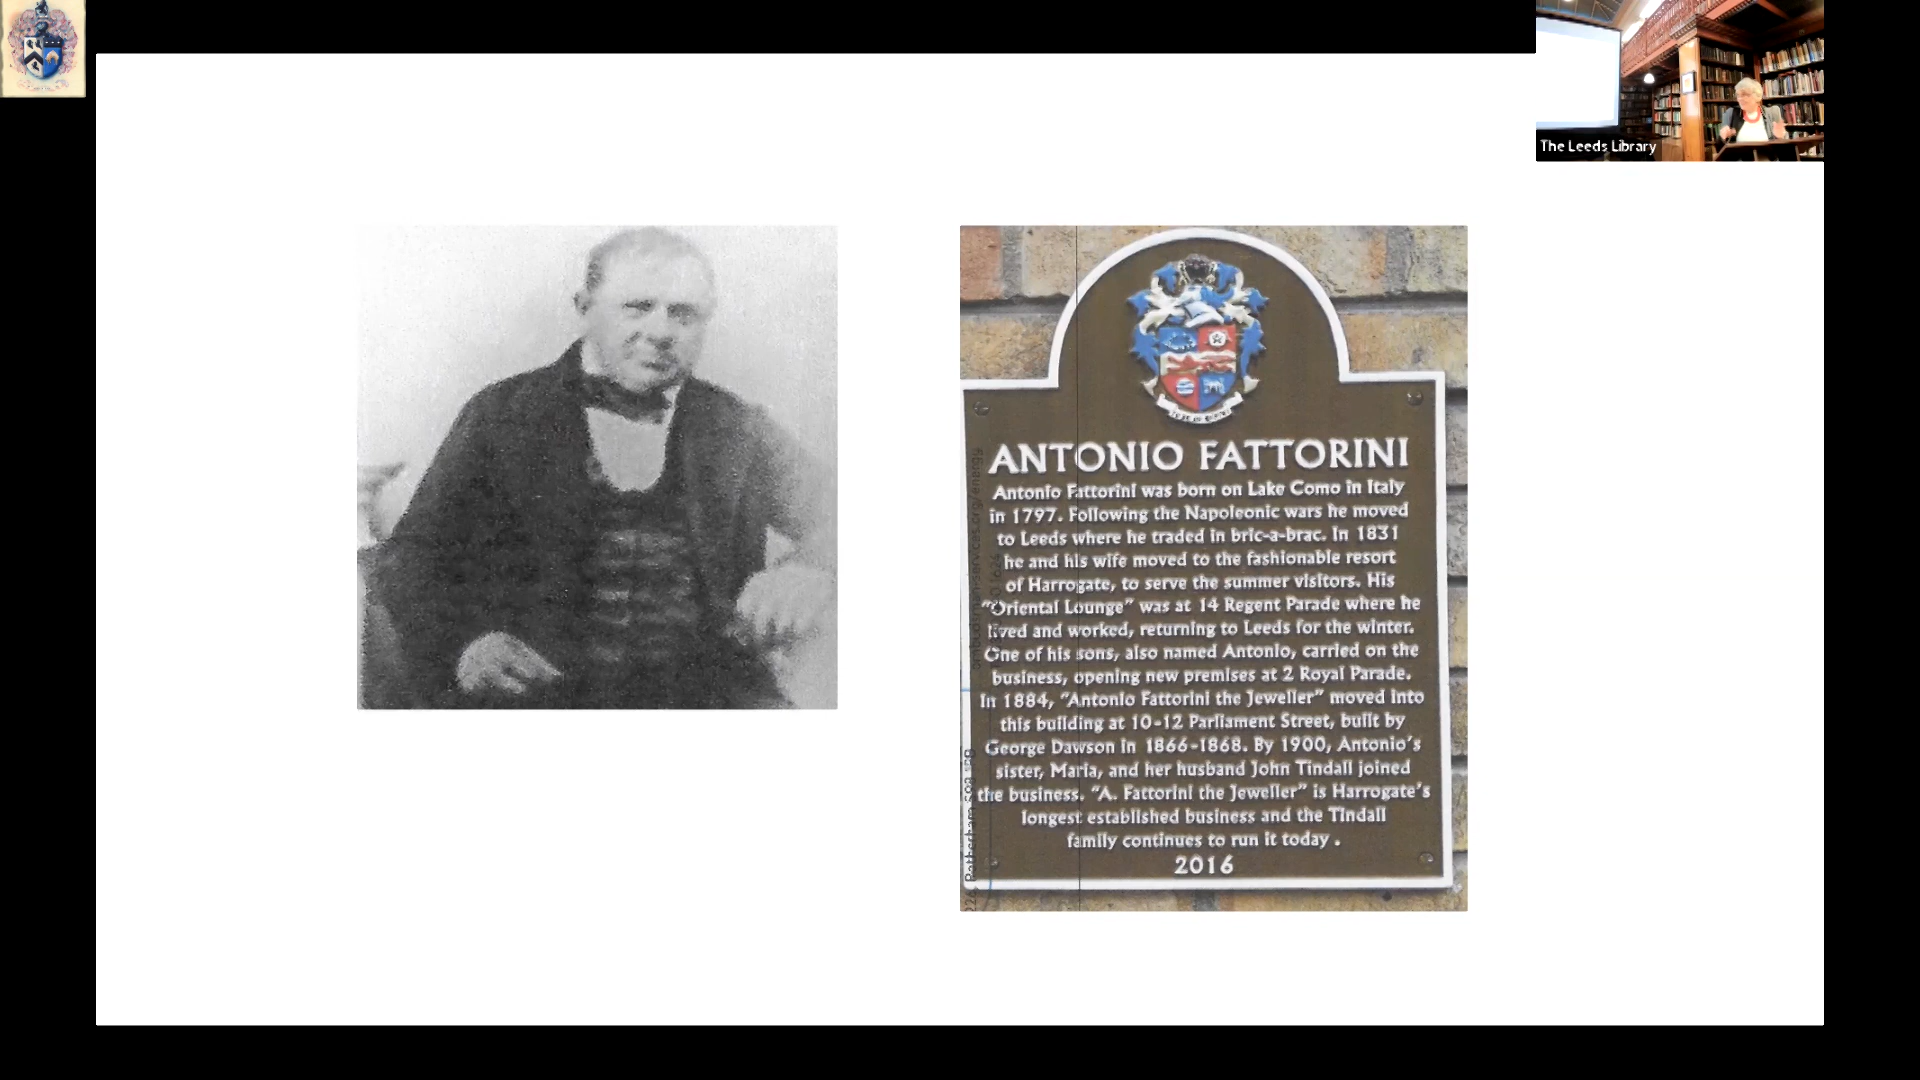 The Leeds Library
ANTONIO FATTORINI
Antonio Fattorini was born on Lake Como in Italy
in 1797. Following the Napoleonic wars he moved
to Leeds where he traded in bric-a-brac. In 1831
he and his wife moved to the fashionable resort
of Harrogate, to serve the summer visitors. His
"Oriental Lounge" was at 14 Regent Parade where he
lived and worked, returning to Leeds for the winter.
One of his sons, also named Antonio, carried on the
business, opening new premises at 2 Royal Parade.
In 1884, "Antonio Fattorini the Jeweller" moved into
this building at 10-12 Parliament Street, built by
George Dawson in 1866-1868. By 1900, Antonio's
sister, Maria, and her husband John Tindall joined
the business. "A. Fattorini the Jeweller" is Harrogate's
longest established business and the Tindall
family continues to run it today.
2016